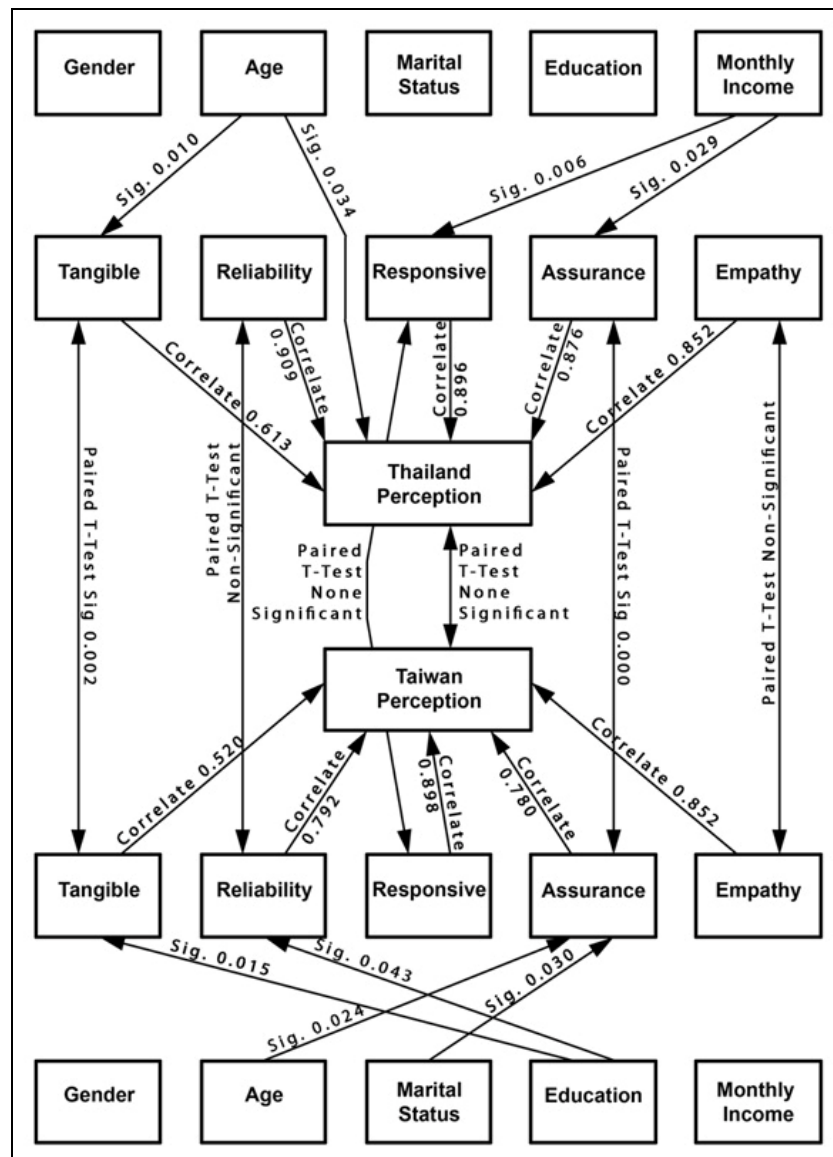 Gender
Age
Marital
Status
Education
Monthly
Income
Sig. 0.010
Sig. 0.034
Sig. 0.006
Sig. 0.029
Tangible
Reliability
Responsive
Assurance
Empathy
Correlate 0.613
Correlate
0.909
Correlate
0.896
Correlate
0.876
Correlate 0.852
Thailand
Perception
Paired T-Test Sig 0.002
Paired T-Test
Non-Significant
Paired
T-Test
None
Significant
Paired
T-Test
None
Significant
Paired T-Test Sig 0.000
Paired T-Test Non-Significant
Taiwan
Perception
Correlate 0.520
Correlate
0.792
Correlate
0.898
Correlate
0.780
Correlate 0.852
Tangible
Reliability
Responsive
Assurance
Empathy
Sig. 0.015
Sig. 0.043
Sig. 0.024
Sig. 0.030
Gender
Age
Marital
Status
Education
Monthly
Income